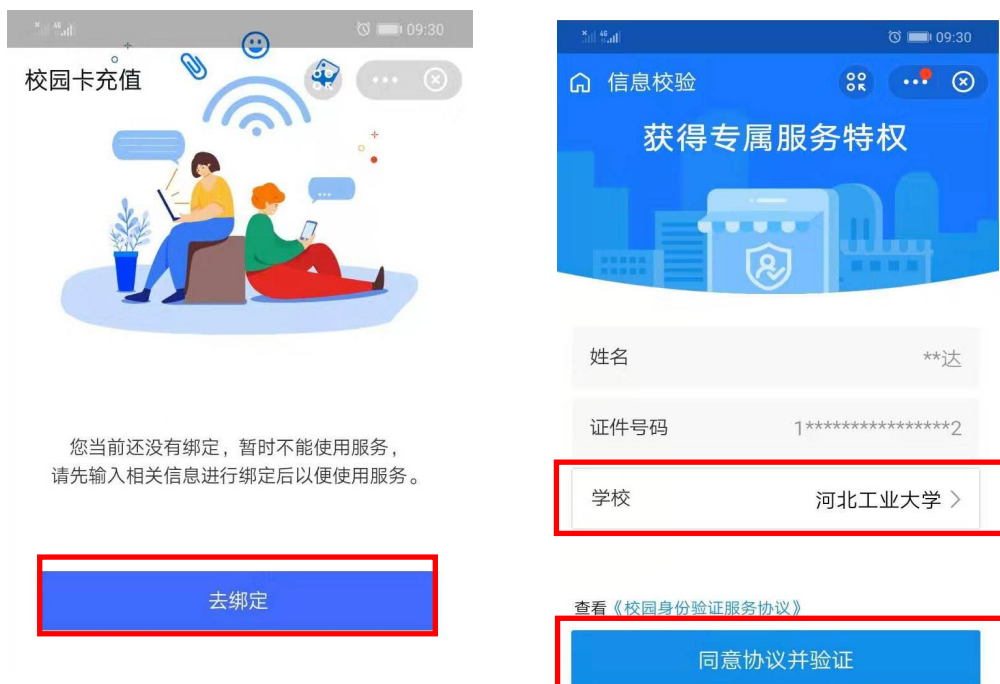 4G 09:30
校园卡充值
您当前还没有绑定，暂时不能使用服务，
请先输入相关信息进行绑定后以便使用服务。
去绑定
4G 09:30
信息校验
获得专属服务特权
姓名 **达
证件号码 1****************2
学校 河北工业大学
查看《校园身份验证服务协议》
同意协议并验证